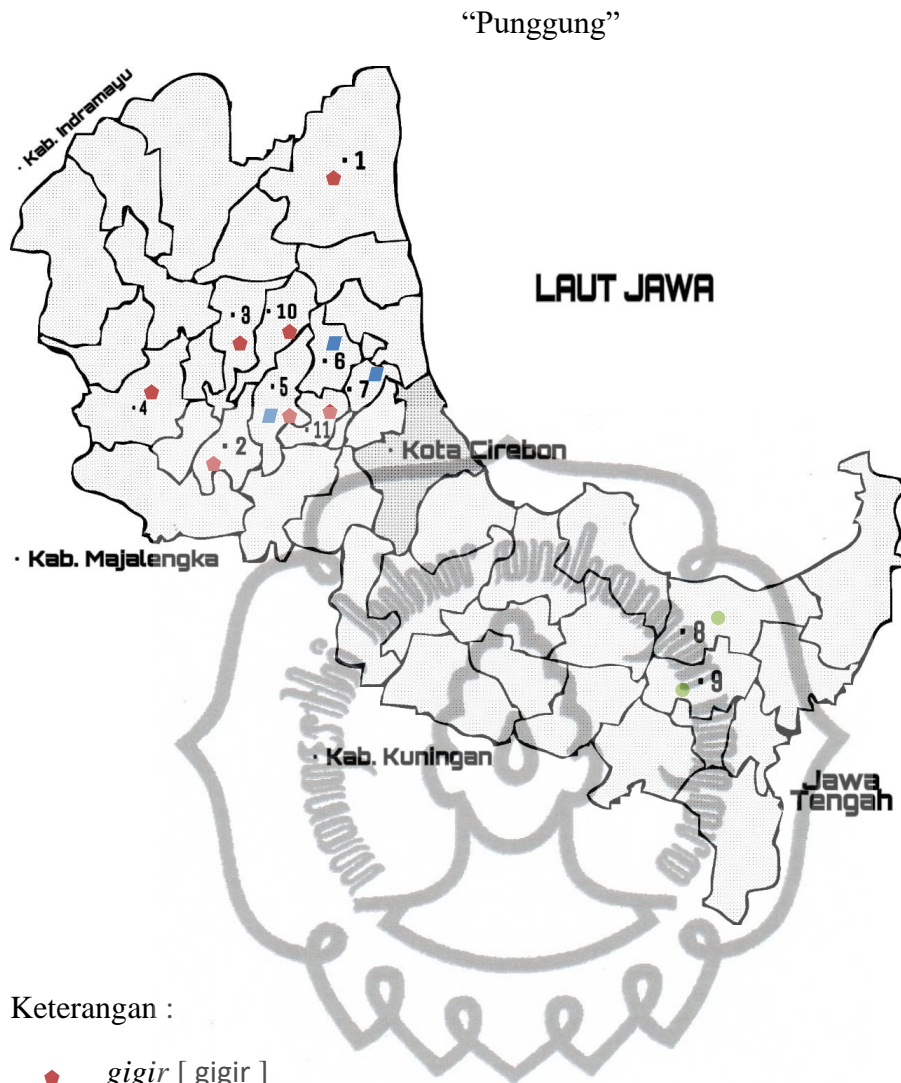 “Punggung”
· Kab. Indramayu
· 1
LAUT JAWA
· 3
· 10
· 6
· 5
· 7
· 4
· 11
· 2
· Kota Cirebon
· Kab. Majalengka
· 8
· 9
· Kab. Kuningan
Jawa
Tengah
Keterangan :
gigir [ gigir ]